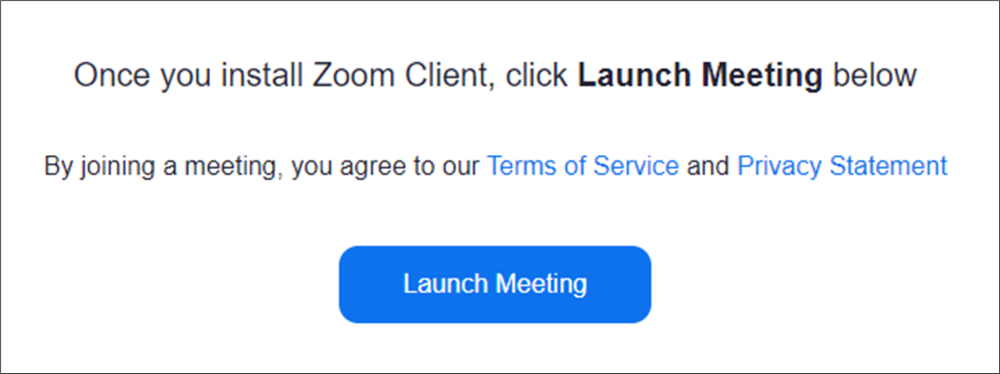 Once you install Zoom Client, click Launch Meeting below
By joining a meeting, you agree to our Terms of Service and Privacy Statement
Launch Meeting